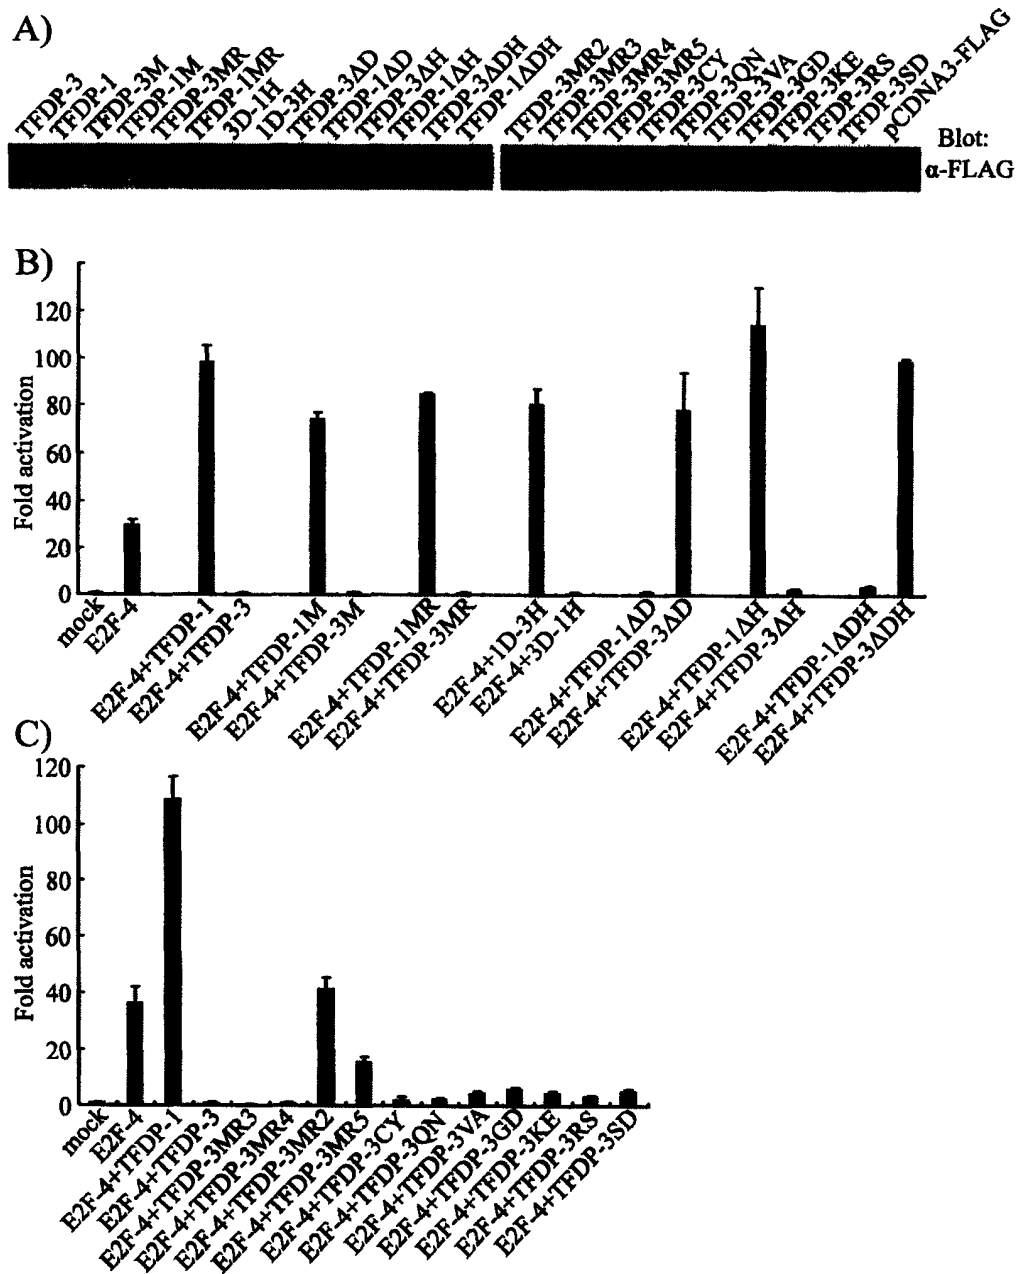 A)
TFDP-3
TFDP-1
TFDP-3M
TFDP-1M
TFDP-3MR
TFDP-1MR
3D-1H
1D-3H
TFDP-3ΔD
TFDP-1ΔD
TFDP-3ΔH
TFDP-1ΔH
TFDP-3ΔDH
TFDP-1ΔDH
TFDP-3MR2
TFDP-3MR3
TFDP-3MR4
TFDP-3MR5
TFDP-3CY
TFDP-3QN
TFDP-3VA
TFDP-3GD
TFDP-3KE
TFDP-3RS
TFDP-3SD
pCDNA3-FLAG
Blot:
α-FLAG
B)
Fold activation
120
100
80
60
40
20
0
mock
E2F-4
E2F-4+TFDP-1
E2F-4+TFDP-3
E2F-4+TFDP-1M
E2F-4+TFDP-3M
E2F-4+TFDP-1MR
E2F-4+TFDP-3MR
E2F-4+1D-3H
E2F-4+3D-1H
E2F-4+TFDP-1ΔD
E2F-4+TFDP-3ΔD
E2F-4+TFDP-1ΔH
E2F-4+TFDP-3ΔH
E2F-4+TFDP-1ΔDH
E2F-4+TFDP-3ΔDH
C)
Fold activation
120
100
80
60
40
20
0
mock
E2F-4
E2F-4+TFDP-1
E2F-4+TFDP-3
E2F-4+TFDP-3MR3
E2F-4+TFDP-3MR4
E2F-4+TFDP-3MR2
E2F-4+TFDP-3MR5
E2F-4+TFDP-3CY
E2F-4+TFDP-3QN
E2F-4+TFDP-3VA
E2F-4+TFDP-3GD
E2F-4+TFDP-3KE
E2F-4+TFDP-3RS
E2F-4+TFDP-3SD